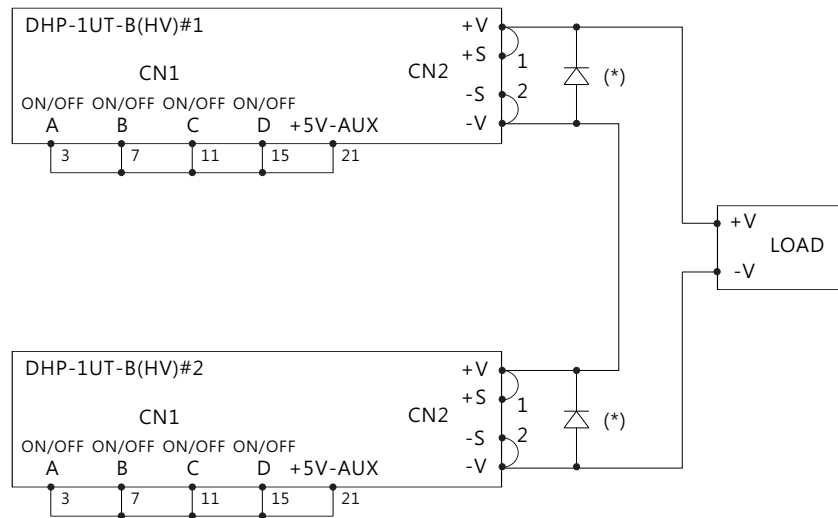 DHP-1UT-B(HV)#1
+V
+S
1
(*)
CN1
CN2
ON/OFF ON/OFF ON/OFF ON/OFF
-S
2
A B C D +5V-AUX
-V
3 7 11 15 21
+V
LOAD
-V
DHP-1UT-B(HV)#2
+V
+S
1
(*)
CN1
CN2
ON/OFF ON/OFF ON/OFF ON/OFF
-S
2
A B C D +5V-AUX
-V
3 7 11 15 21